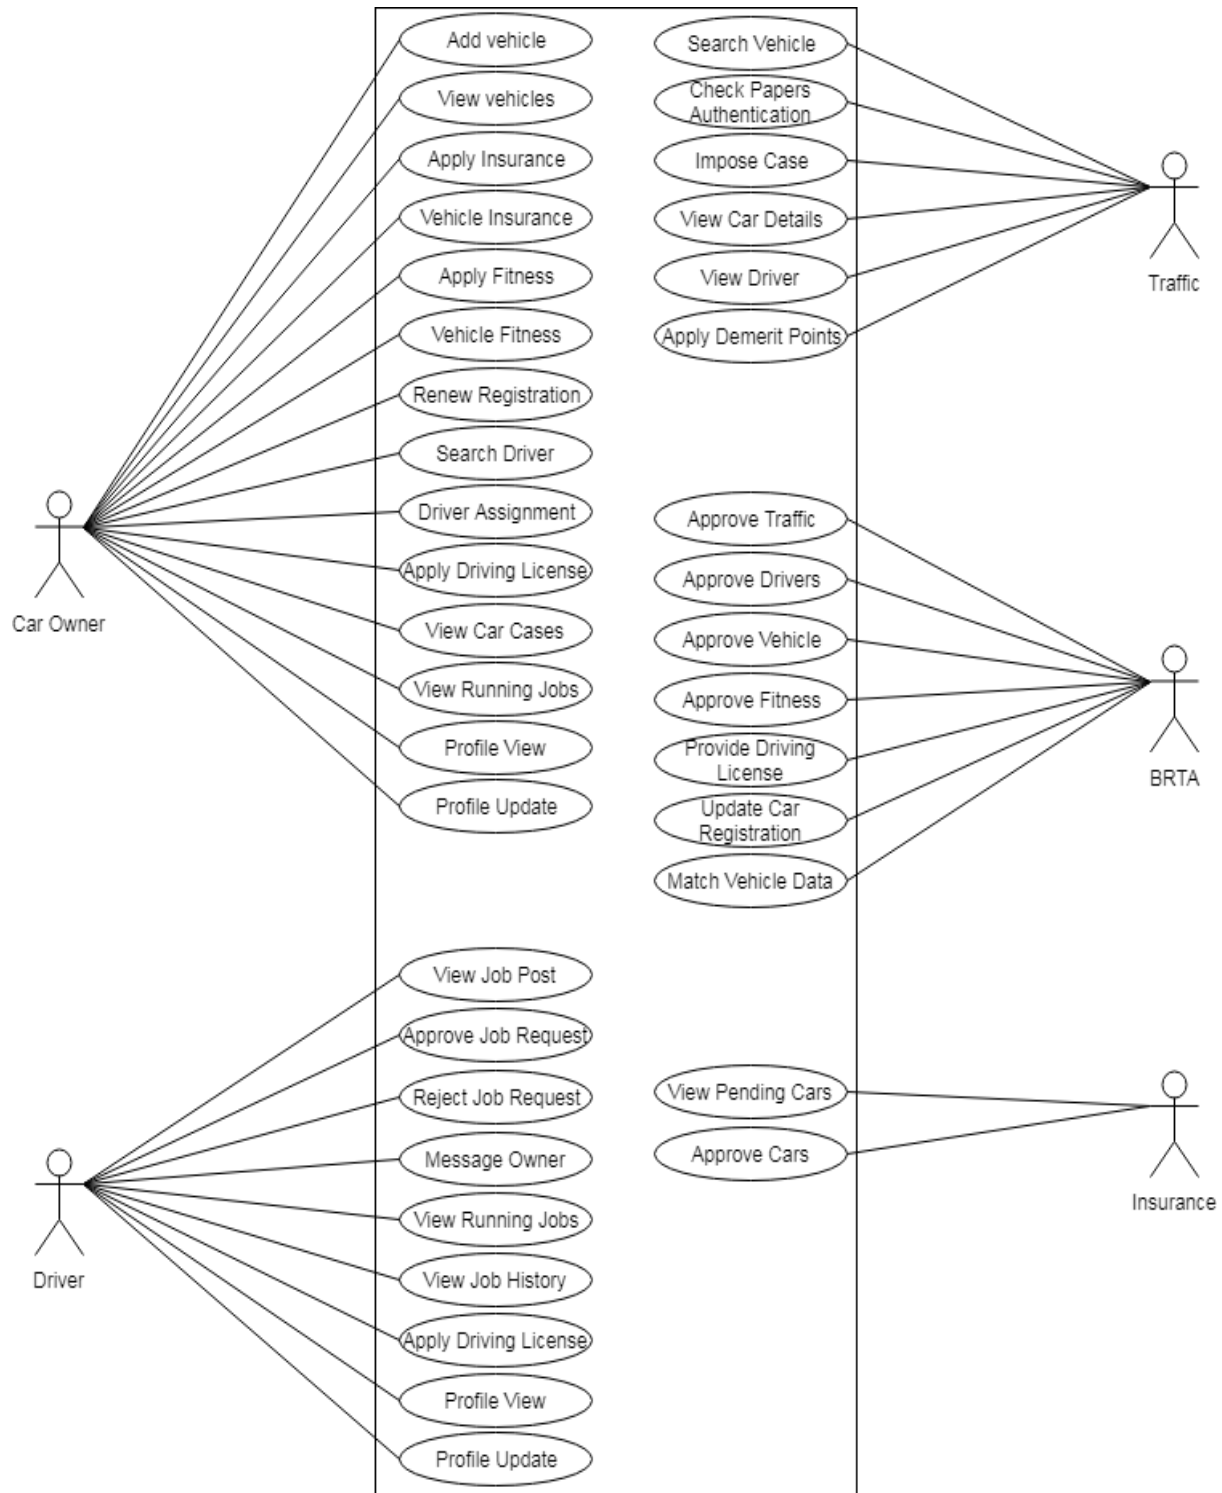 Add vehicle
View vehicles
Apply Insurance
Vehicle Insurance
Apply Fitness
Vehicle Fitness
Renew Registration
Search Driver
Driver Assignment
Apply Driving License
View Car Cases
View Running Jobs
Profile View
Profile Update
Car Owner
Search Vehicle
Check Papers
Authentication
Impose Case
View Car Details
View Driver
Apply Demerit Points
Traffic
Approve Traffic
Approve Drivers
Approve Vehicle
Approve Fitness
Provide Driving
License
Update Car
Registration
Match Vehicle Data
BRTA
View Job Post
Approve Job Request
Reject Job Request
Message Owner
View Running Jobs
View Job History
Apply Driving License
Profile View
Profile Update
Driver
View Pending Cars
Approve Cars
Insurance